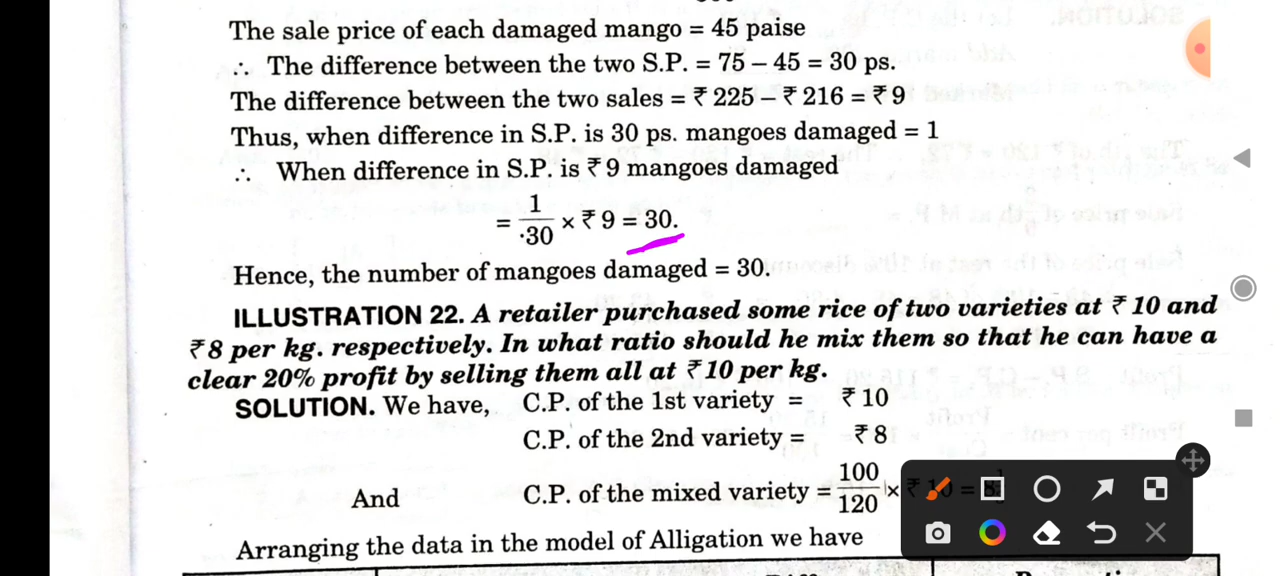 The sale price of each damaged mango = 45 paise
∴ The difference between the two S.P. = 75 – 45 = 30 ps.
The difference between the two sales = ₹ 225 – ₹ 216 = ₹ 9
Thus, when difference in S.P. is 30 ps. mangoes damaged = 1
∴ When difference in S.P. is ₹ 9 mangoes damaged
= 1/·30 × ₹ 9 = 30.
Hence, the number of mangoes damaged = 30.
ILLUSTRATION 22. A retailer purchased some rice of two varieties at ₹ 10 and
₹8 per kg. respectively. In what ratio should he mix them so that he can have a
clear 20% profit by selling them all at ₹10 per kg.
SOLUTION. We have, C.P. of the 1st variety = ₹ 10
C.P. of the 2nd variety = ₹ 8
And C.P. of the mixed variety = 100/120 ×
Arranging the data in the model of Alligation we have